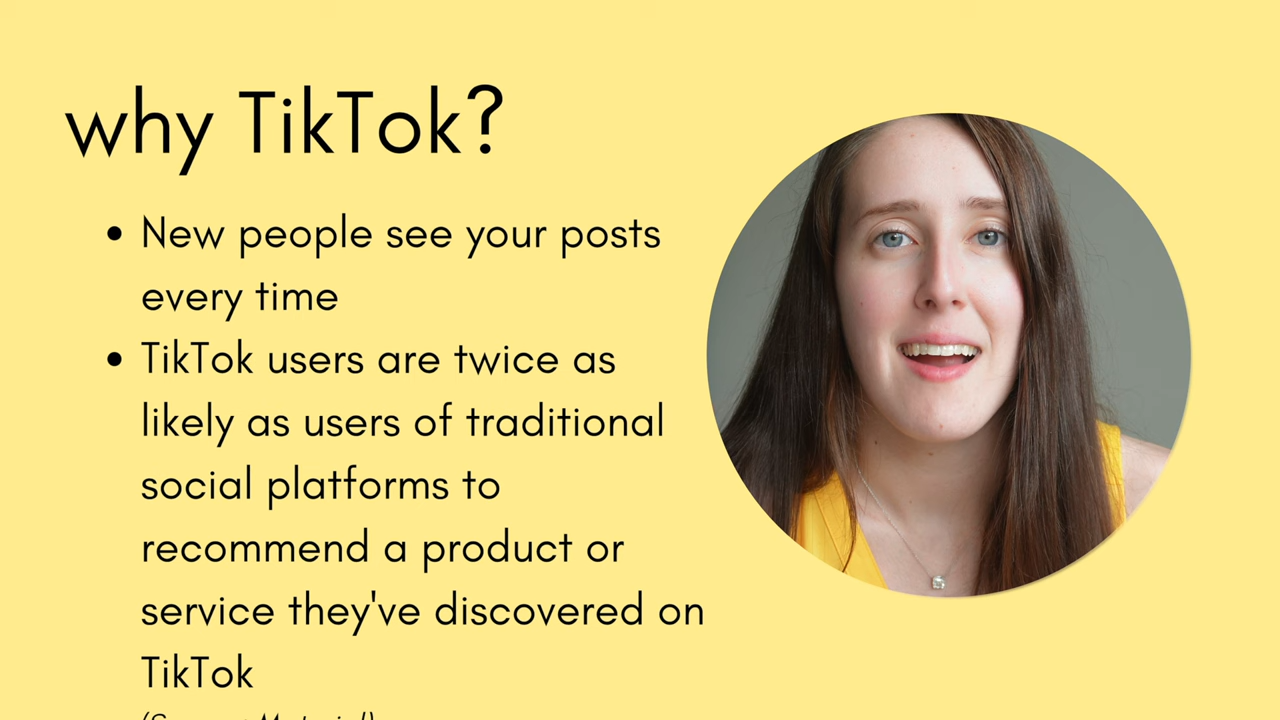 why TikTok?
New people see your posts
every time
TikTok users are twice as
likely as users of traditional
social platforms to
recommend a product or
service they've discovered on
TikTok